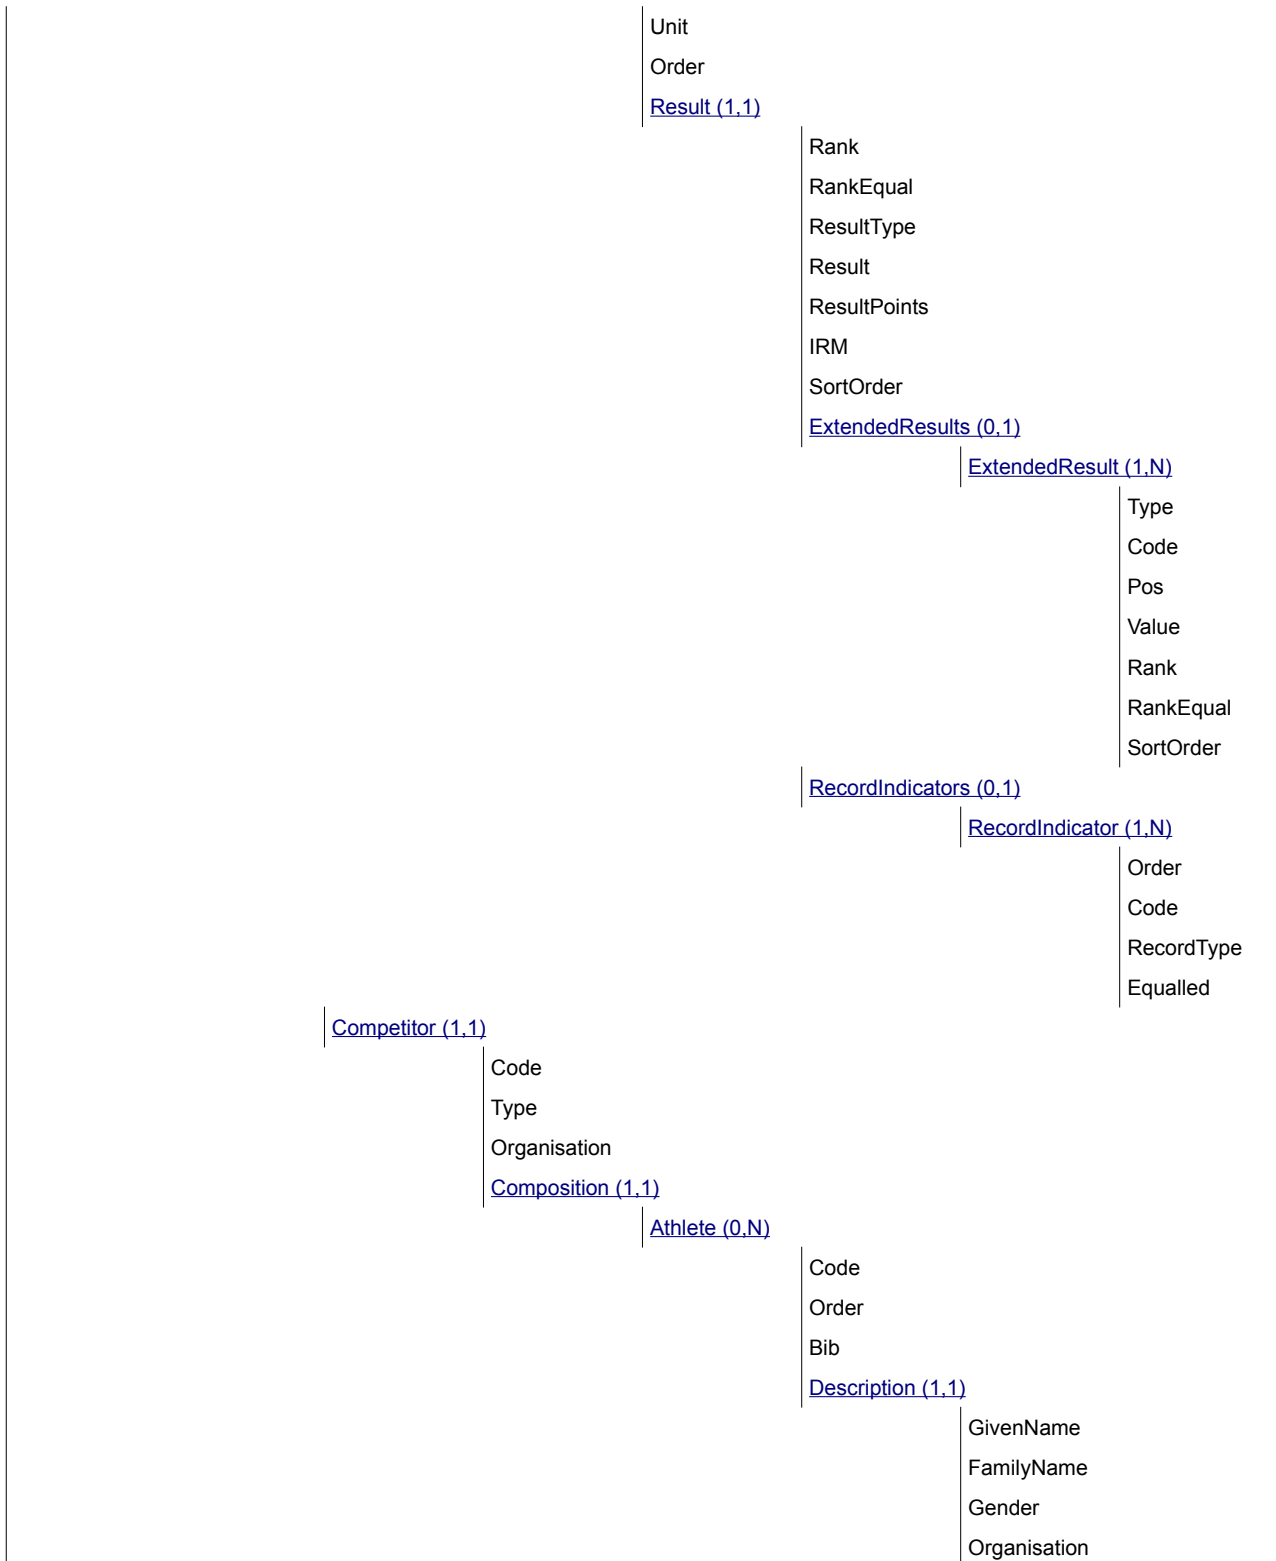 Unit
Order
Result (1,1)
Rank
RankEqual
ResultType
Result
ResultPoints
IRM
SortOrder
ExtendedResults (0,1)
ExtendedResult (1,N)
Type
Code
Pos
Value
Rank
RankEqual
SortOrder
RecordIndicators (0,1)
RecordIndicator (1,N)
Order
Code
RecordType
Equalled
Competitor (1,1)
Code
Type
Organisation
Composition (1,1)
Athlete (0,N)
Code
Order
Bib
Description (1,1)
GivenName
FamilyName
Gender
Organisation